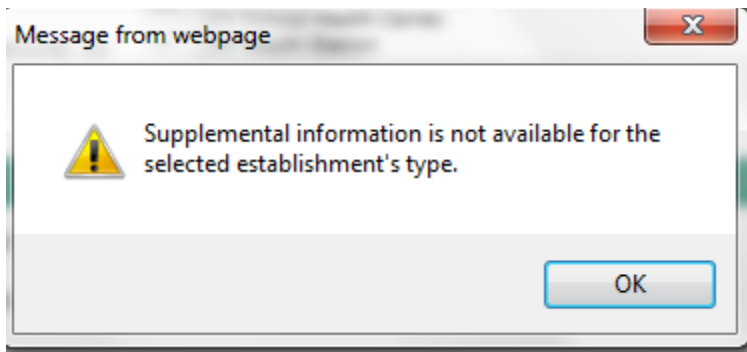 Message from webpage
Supplemental information is not available for the
selected establishment's type.
OK